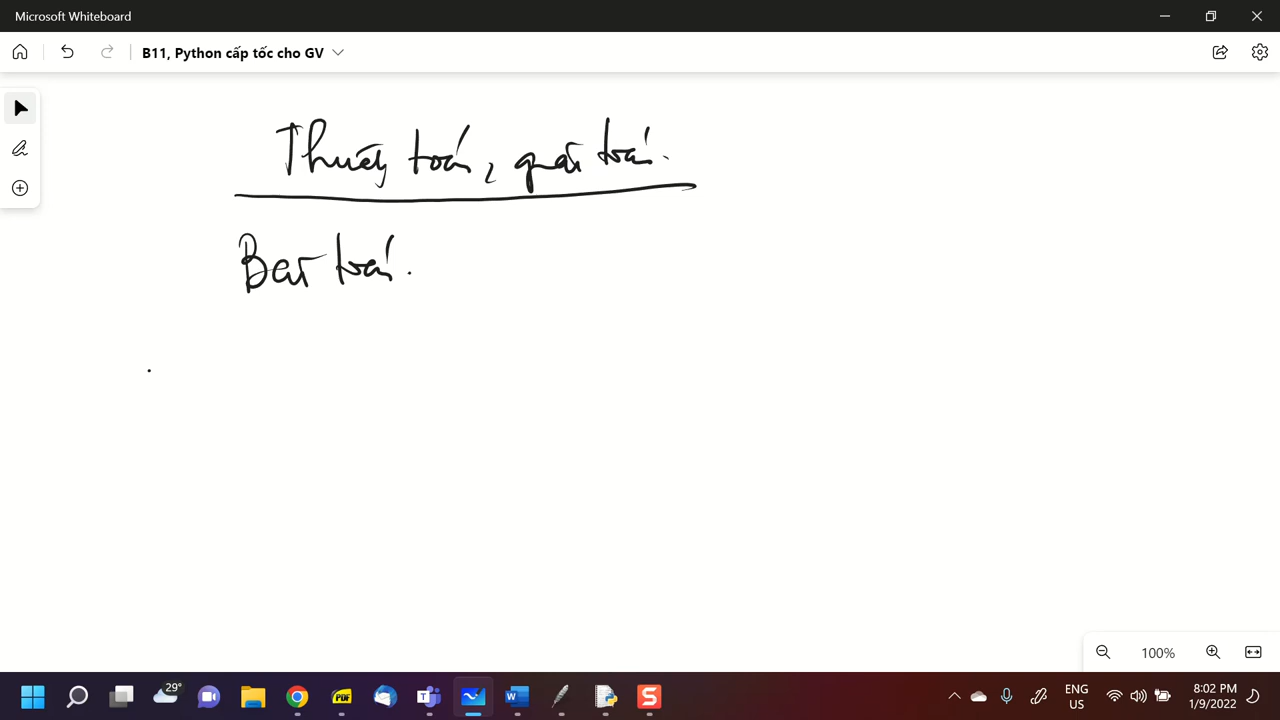 Microsoft Whiteboard
B11, Python cấp tốc cho GV
Thuật toán, toán.
Bài toán.
100%
29°
PDF
W
S
ENG
US
8:02 PM
1/9/2022